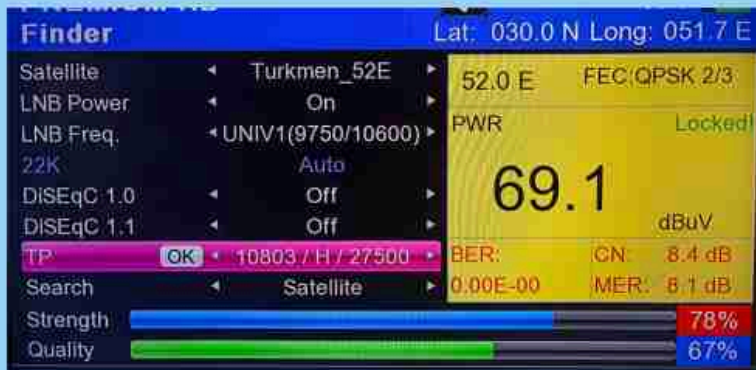 Finder
Lat: 030.0 N Long: 051.7 E
Satellite Turkmen_52E
LNB Power On
LNB Freq. UNIV1(9750/10600)
22K Auto
DiSEqC 1.0 Off
DISEqC 1.1 Off
TP OK 10803 / H / 27500
Search Satellite
52.0 E FEC:QPSK 2/3
PWR Locked!
69.1
dBuV
BER: CN: 8.4 dB
0.00E-00 MER: 8.1 dB
Strength 78%
Quality 67%